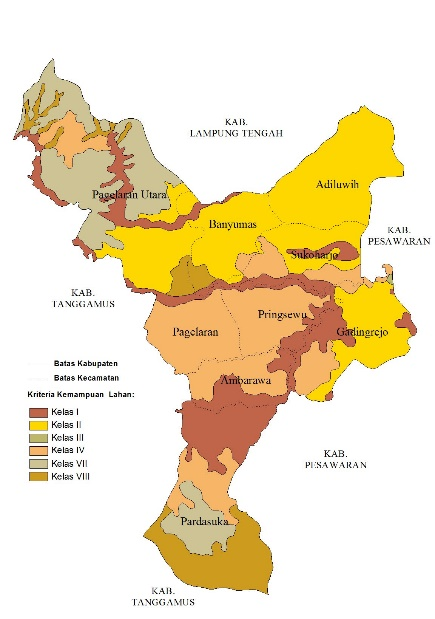 KAB.
LAMPUNG TENGAH
Adiluwih
Pagelaran Utara
Banyumas
KAB.
PESAWARAN
Sukoharjo
KAB.
TANGGAMUS
Pringsewu
Pagelaran
Gadingrejo
Batas Kabupaten
Batas Kecamatan
Ambarawa
Kriteria Kemampuan Lahan:
Kelas I
Kelas II
Kelas III
Kelas IV
Kelas VII
Kelas VIII
KAB.
PESAWARAN
Pardasuka
KAB.
TANGGAMUS